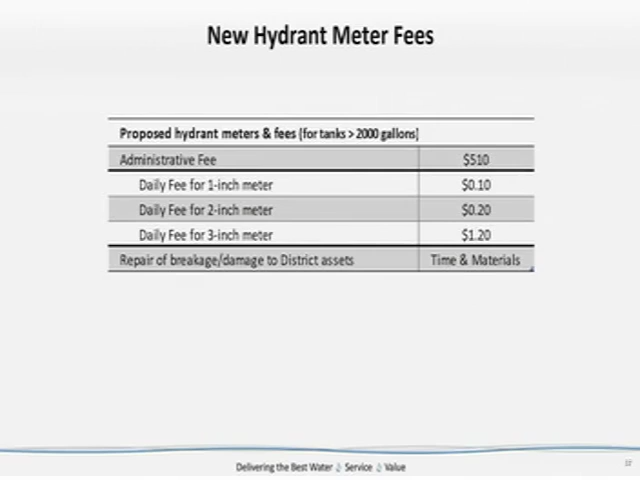 New Hydrant Meter Fees
Proposed hydrant meters & fees (for tanks > 2000 gallons)
Administrative Fee $510
Daily Fee for 1-inch meter $0.10
Daily Fee for 2-inch meter $0.20
Daily Fee for 3-inch meter $1.20
Repair of breakage/damage to District assets Time & Materials
Delivering the Best Water Service Value